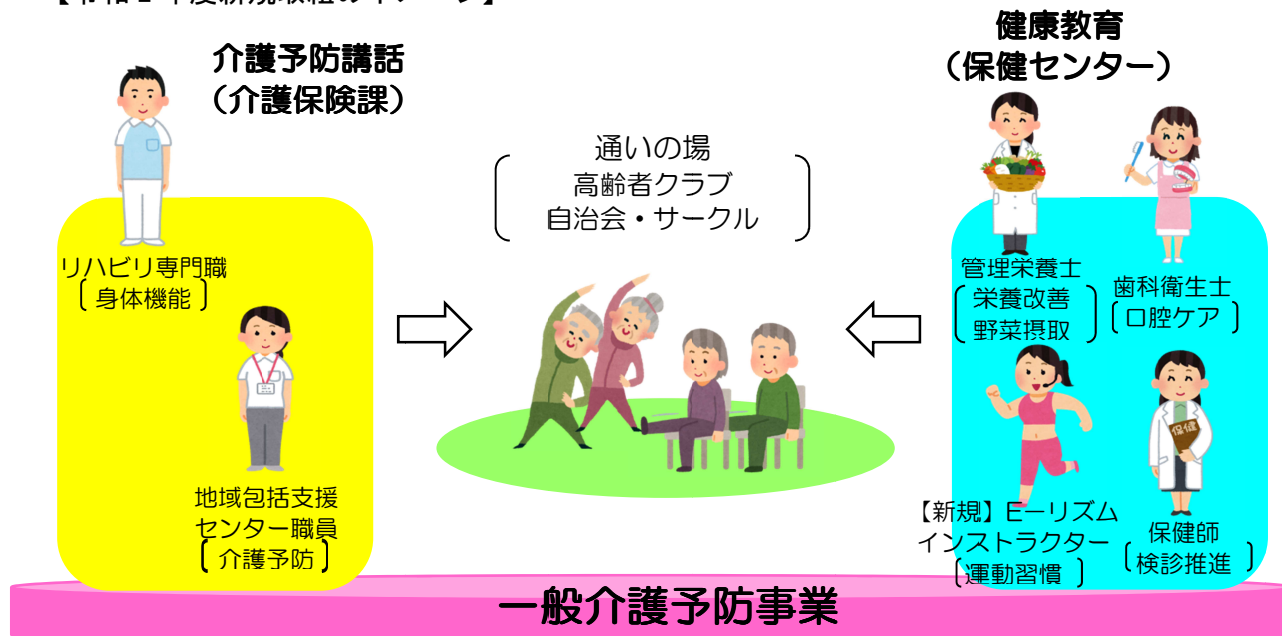 介護予防講話
（介護保険課）
健康教育
（保健センター）
通いの場
高齢者クラブ
自治会・サークル
リハビリ専門職
〔身体機能〕
地域包括支援
センター職員
〔介護予防〕
管理栄養士
〔栄養改善
野菜摂取〕
歯科衛生士
〔口腔ケア〕
【新規】Eーリズム
インストラクター
〔運動習慣〕
保健
保健師
〔検診推進〕
一般介護予防事業